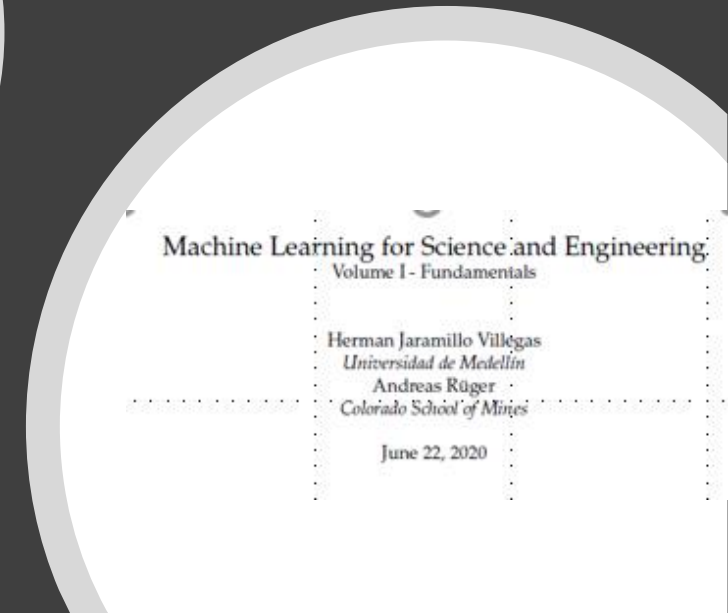 Machine Learning for Science and Engineering
Volume I - Fundamentals
Herman Jaramillo Villegas
Universidad de Medellín
Andreas Rüger
Colorado School of Mines
June 22, 2020